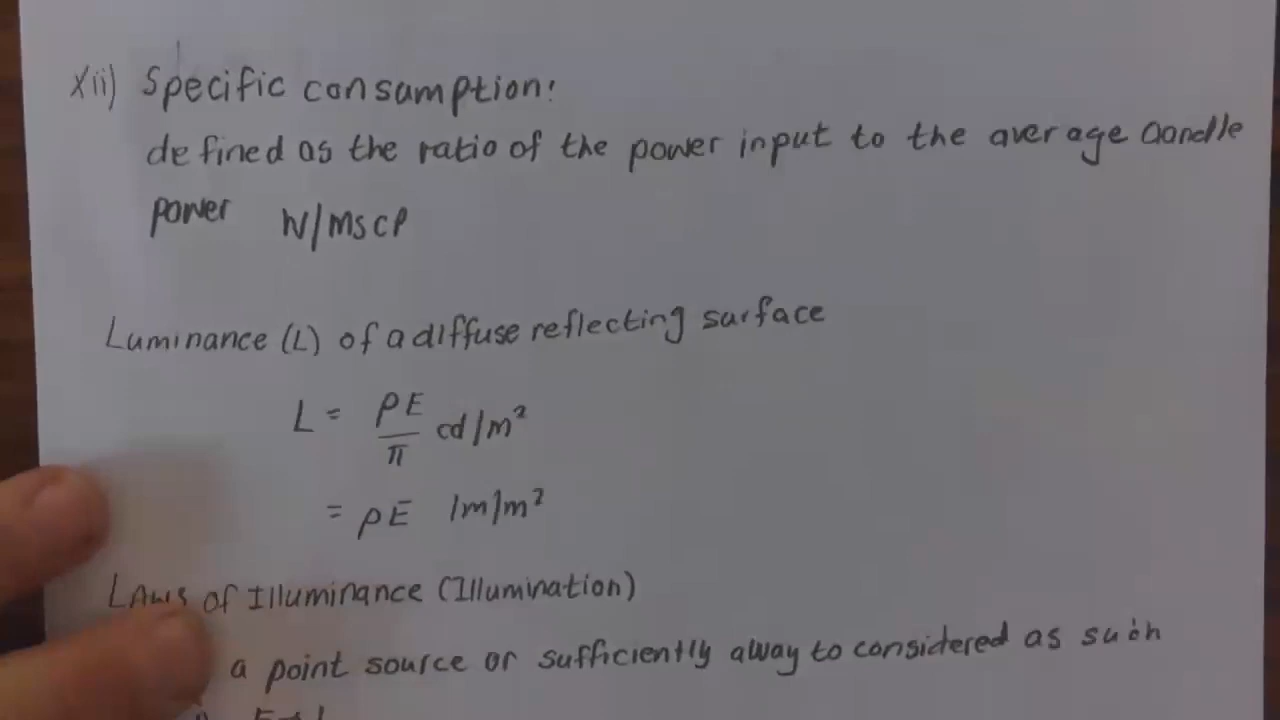 xii) Specific consamption:
defined as the ratio of the power input to the average candle
power W/MSCP
Luminance (L) of a diffuse reflecting surface
L = ρE/π cd/m²
= ρE lm/m²
Laws of Illuminance (Illumination)
a point source or sufficiently away to considered as such